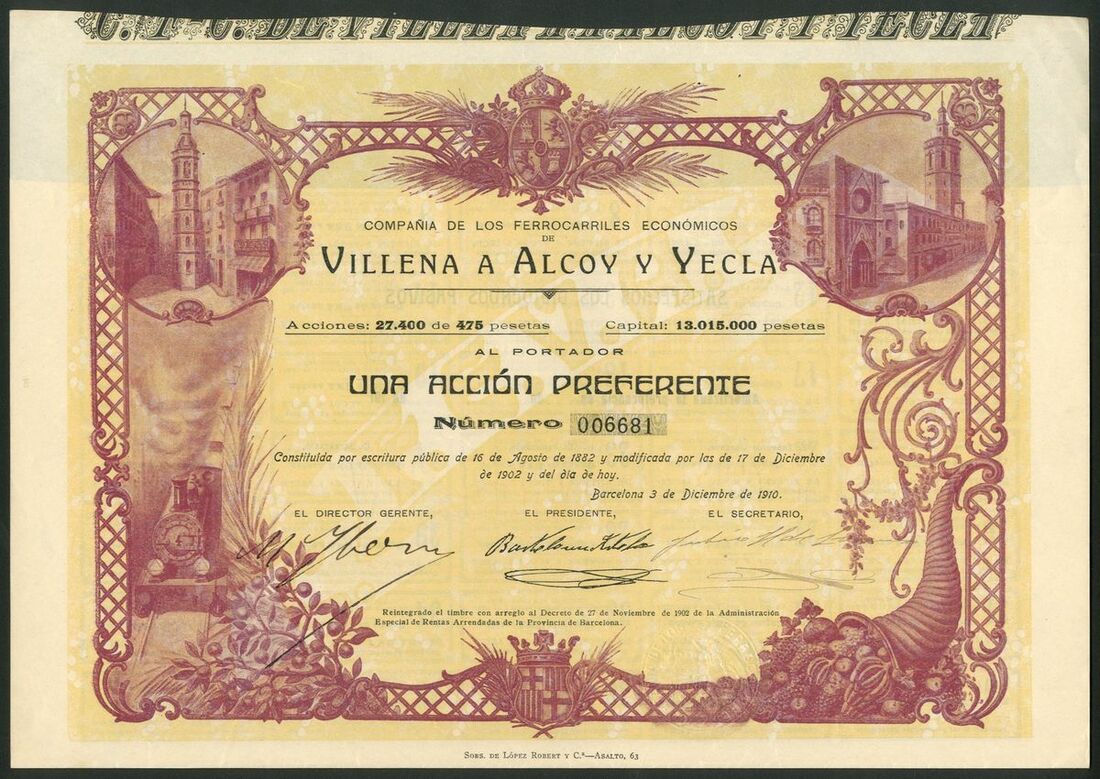 C. F. C. DE VILLENA A ALCOY Y YECLA
COMPAÑIA DE LOS FERROCARRILES ECONÓMICOS
DE
VILLENA A ALCOY Y YECLA
Acciones: 27.400 de 475 pesetas Capital: 13.015.000 pesetas
AL PORTADOR
UNA ACCIÓN PREFERENTE
Número 006681
Constituída por escritura pública de 16 de Agosto de 1882 y modificada por las de 17 de Diciembre
de 1902 y del día de hoy.
Barcelona 3 de Diciembre de 1910.
EL DIRECTOR GERENTE, EL PRESIDENTE, EL SECRETARIO,
Reintegrado el timbre con arreglo al Decreto de 27 de Noviembre de 1902 de la Administración
Especial de Rentas Arrendadas de la Provincia de Barcelona.
SOBS. DE LÓPEZ ROBERT Y C.ª—ASALTO, 63